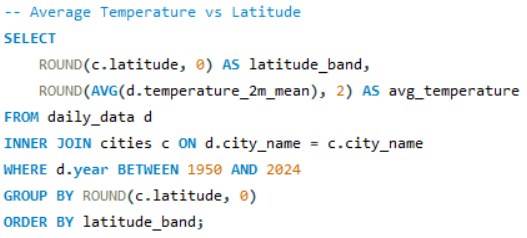 -- Average Temperature vs Latitude
SELECT
    ROUND(c.latitude, 0) AS latitude_band,
    ROUND(AVG(d.temperature_2m_mean), 2) AS avg_temperature
FROM daily_data d
INNER JOIN cities c ON d.city_name = c.city_name
WHERE d.year BETWEEN 1950 AND 2024
GROUP BY ROUND(c.latitude, 0)
ORDER BY latitude_band;